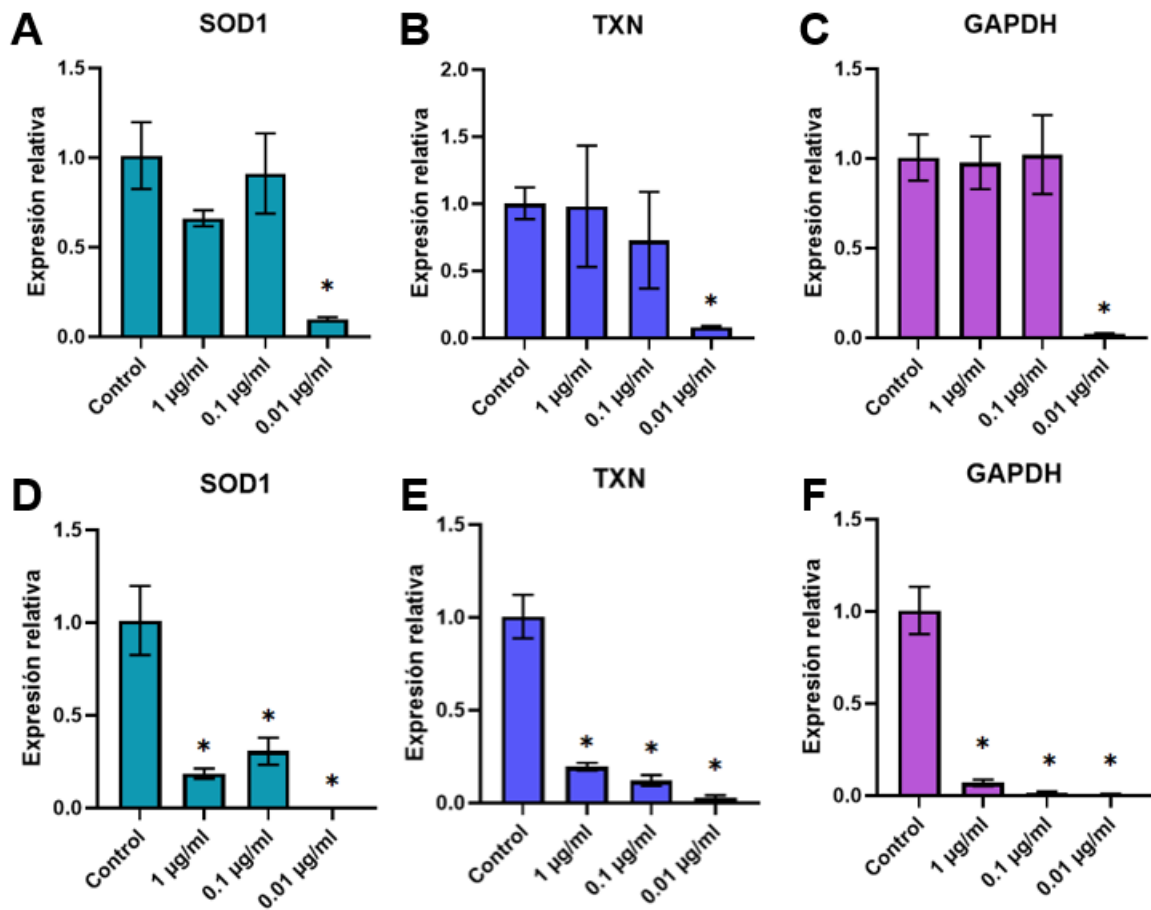 A
SOD1
Expresión relativa
1.5
1.0
0.5
0.0
*
Control
1 µg/ml
0.1 µg/ml
0.01 µg/ml
B
TXN
Expresión relativa
2.0
1.5
1.0
0.5
0.0
*
Control
1 µg/ml
0.1 µg/ml
0.01 µg/ml
C
GAPDH
Expresión relativa
1.5
1.0
0.5
0.0
*
Control
1 µg/ml
0.1 µg/ml
0.01 µg/ml
D
SOD1
Expresión relativa
1.5
1.0
0.5
0.0
* * *
Control
1 µg/ml
0.1 µg/ml
0.01 µg/ml
E
TXN
Expresión relativa
1.5
1.0
0.5
0.0
* * *
Control
1 µg/ml
0.1 µg/ml
0.01 µg/ml
F
GAPDH
Expresión relativa
1.5
1.0
0.5
0.0
* * *
Control
1 µg/ml
0.1 µg/ml
0.01 µg/ml